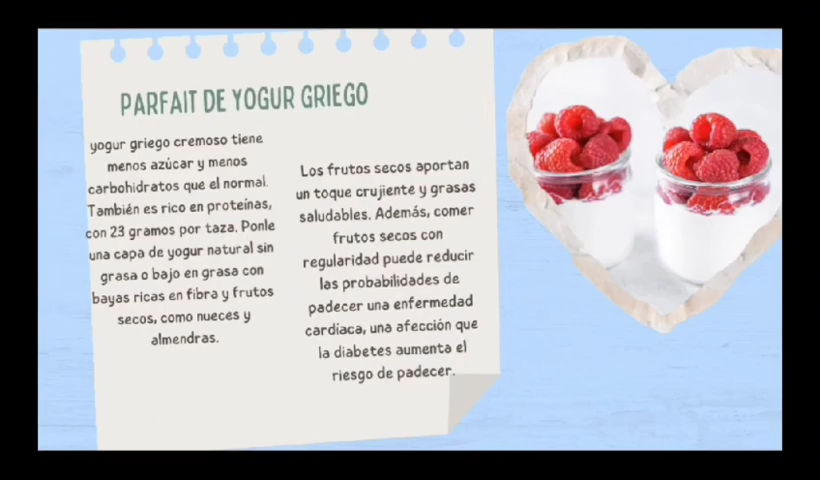 PARFAIT DE YOGUR GRIEGO
yogur griego cremoso tiene
menos azúcar y menos
carbohidratos que el normal.
También es rico en proteínas,
con 23 gramos por taza. Ponle
una capa de yogur natural sin
grasa o bajo en grasa con
bayas ricas en fibra y frutos
secos, como nueces y
almendras.
Los frutos secos aportan
un toque crujiente y grasas
saludables. Además, comer
frutos secos con
regularidad puede reducir
las probabilidades de
padecer una enfermedad
cardíaca, una afección que
la diabetes aumenta el
riesgo de padecer.